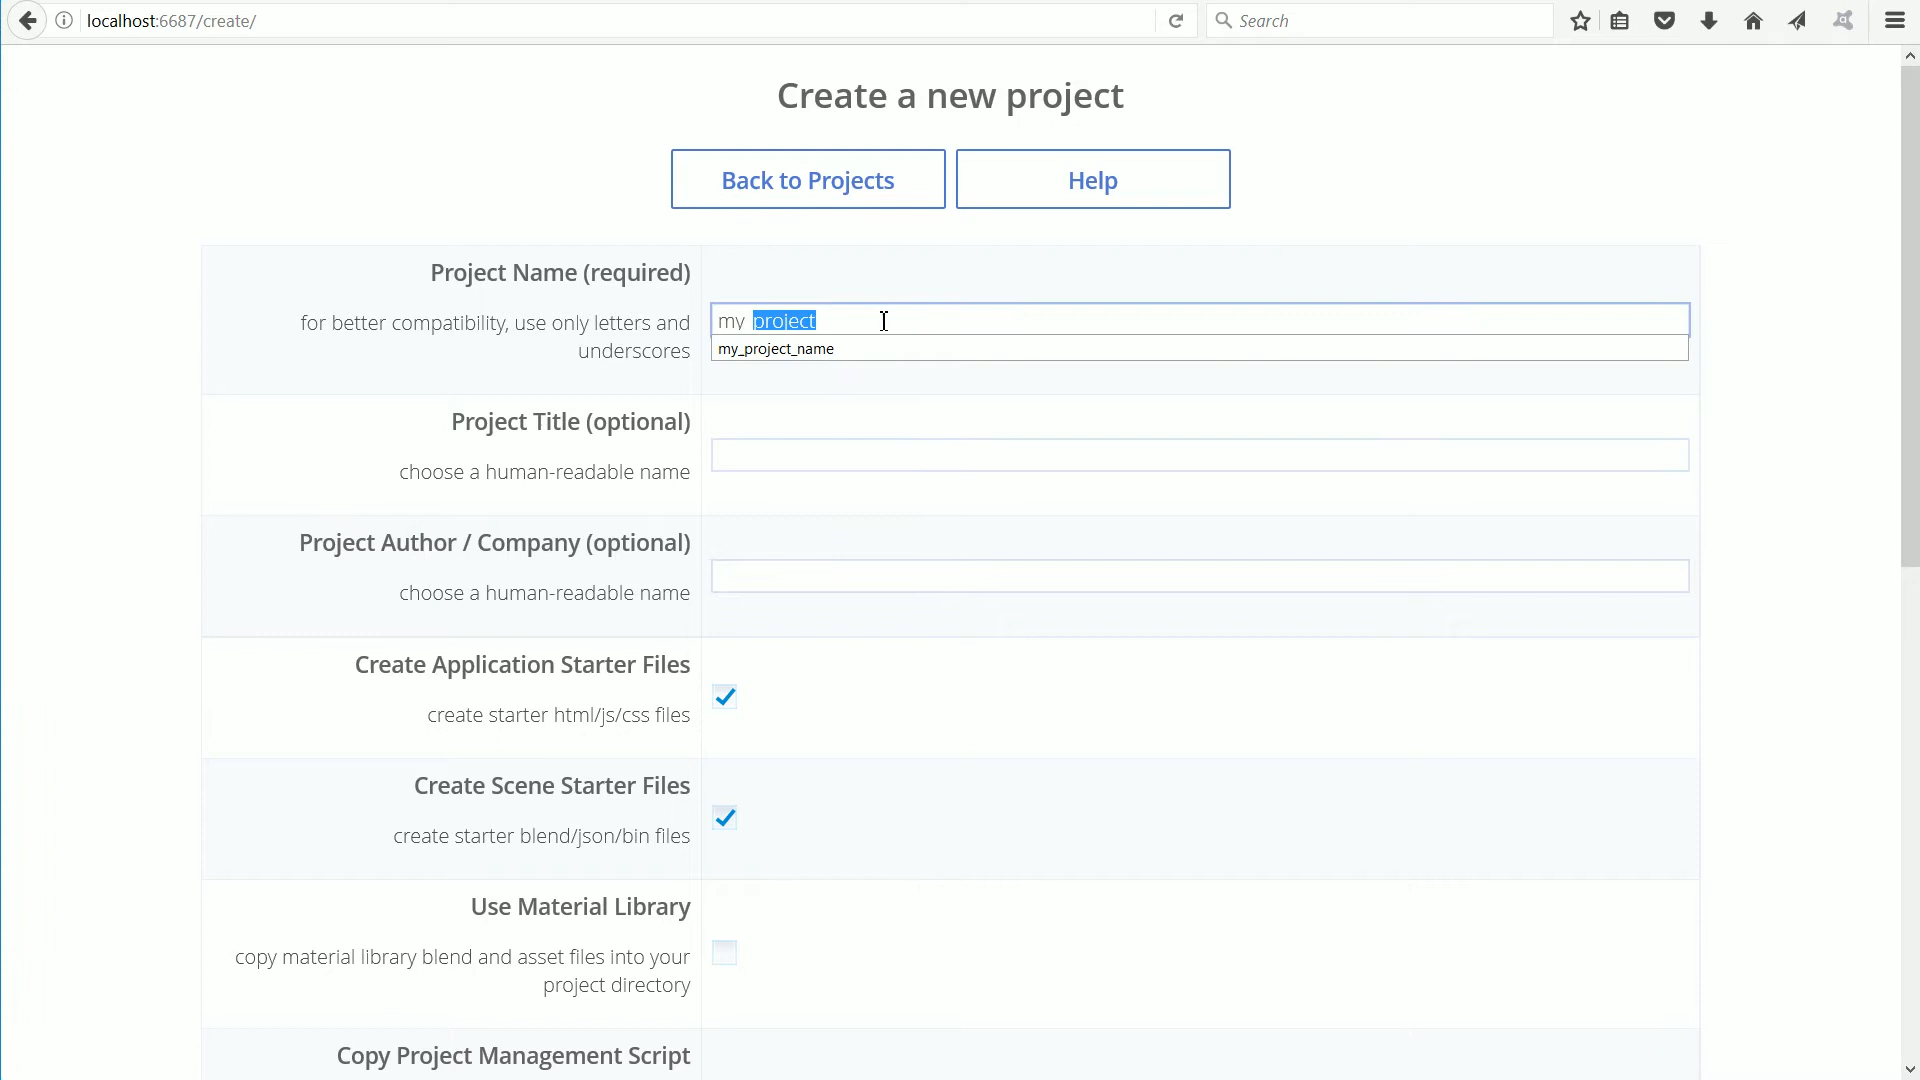 localhost:6687/create/
Search
Create a new project
Back to Projects
Help
Project Name (required)
for better compatibility, use only letters and
underscores
my project
my_project_name
Project Title (optional)
choose a human-readable name
Project Author / Company (optional)
choose a human-readable name
Create Application Starter Files
create starter html/js/css files
Create Scene Starter Files
create starter blend/json/bin files
Use Material Library
copy material library blend and asset files into your
project directory
Copy Project Management Script